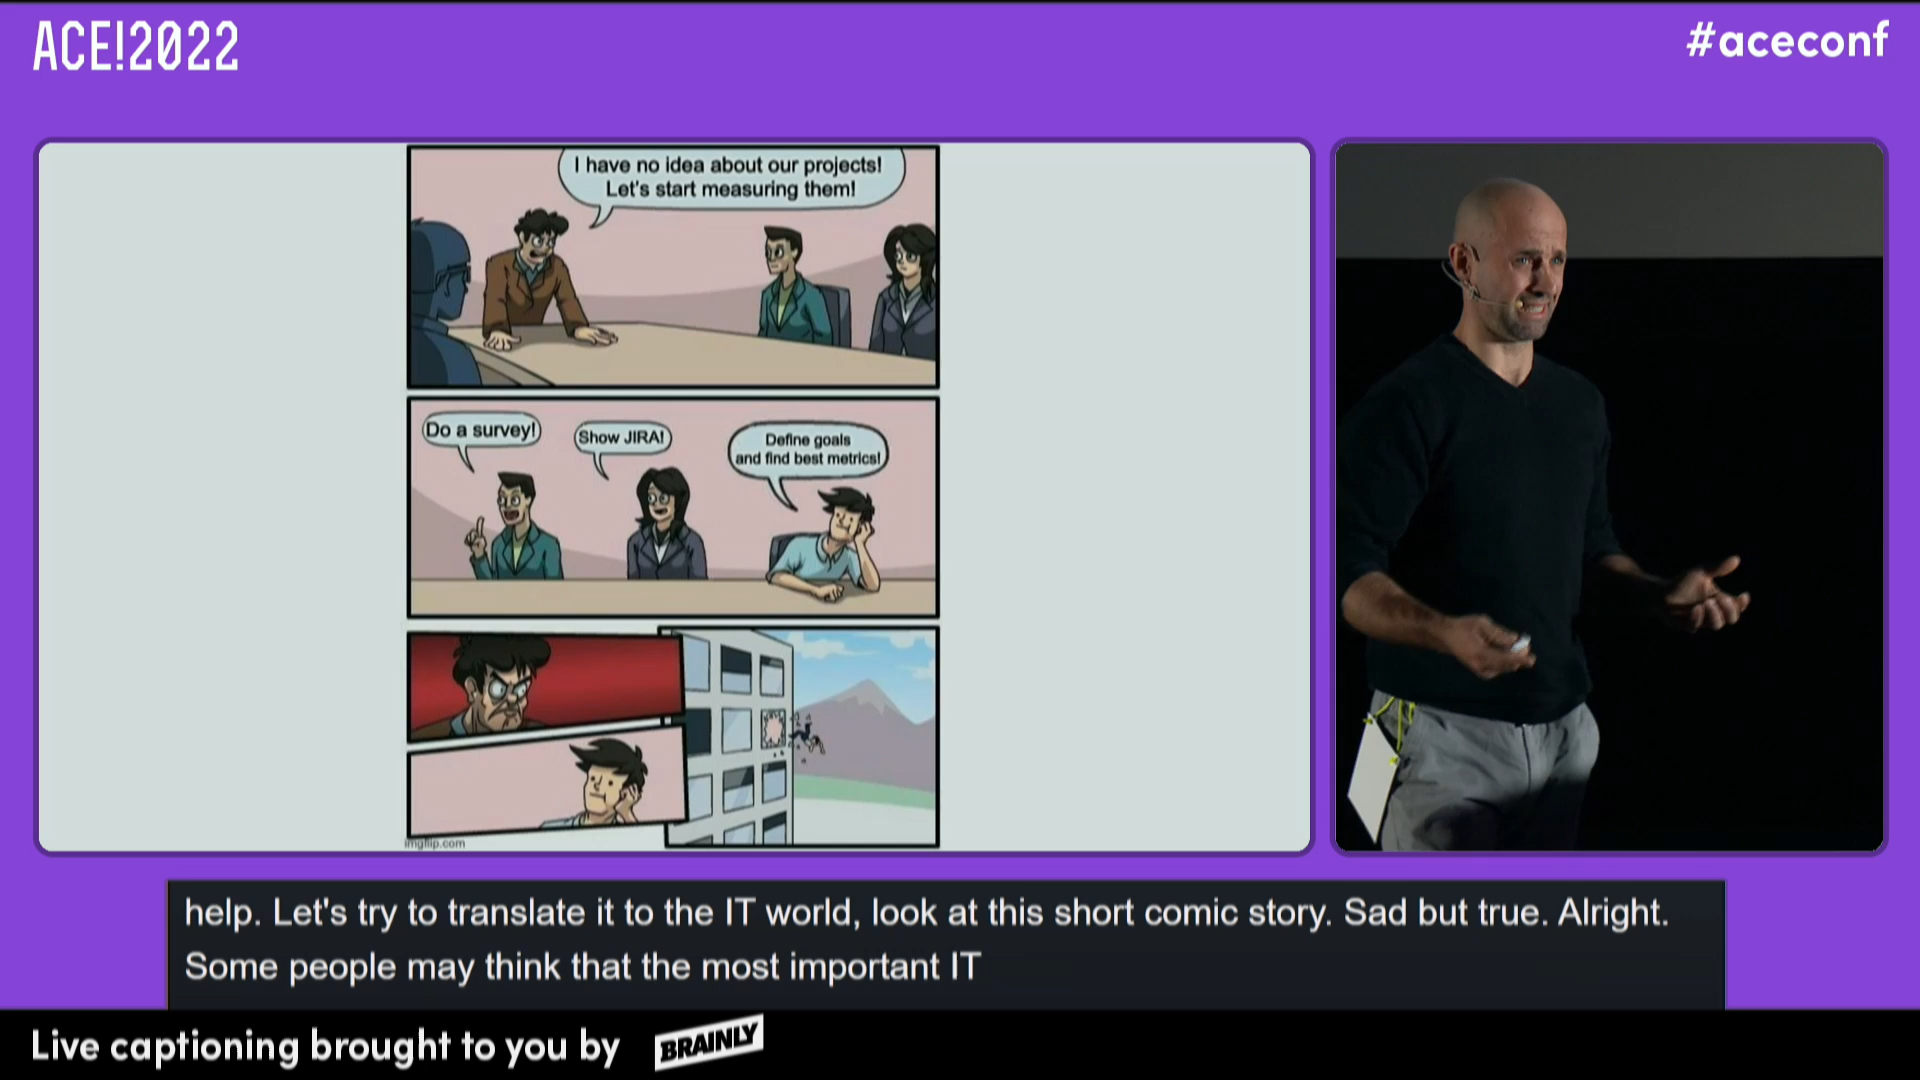 ACE!2022
#aceconf
I have no idea about our projects!
Let's start measuring them!
Do a survey!
Show JIRA!
Define goals
and find best metrics!
imgflip.com
help. Let's try to translate it to the IT world, look at this short comic story. Sad but true. Alright.
Some people may think that the most important IT
Live captioning brought to you by
BRAINLY